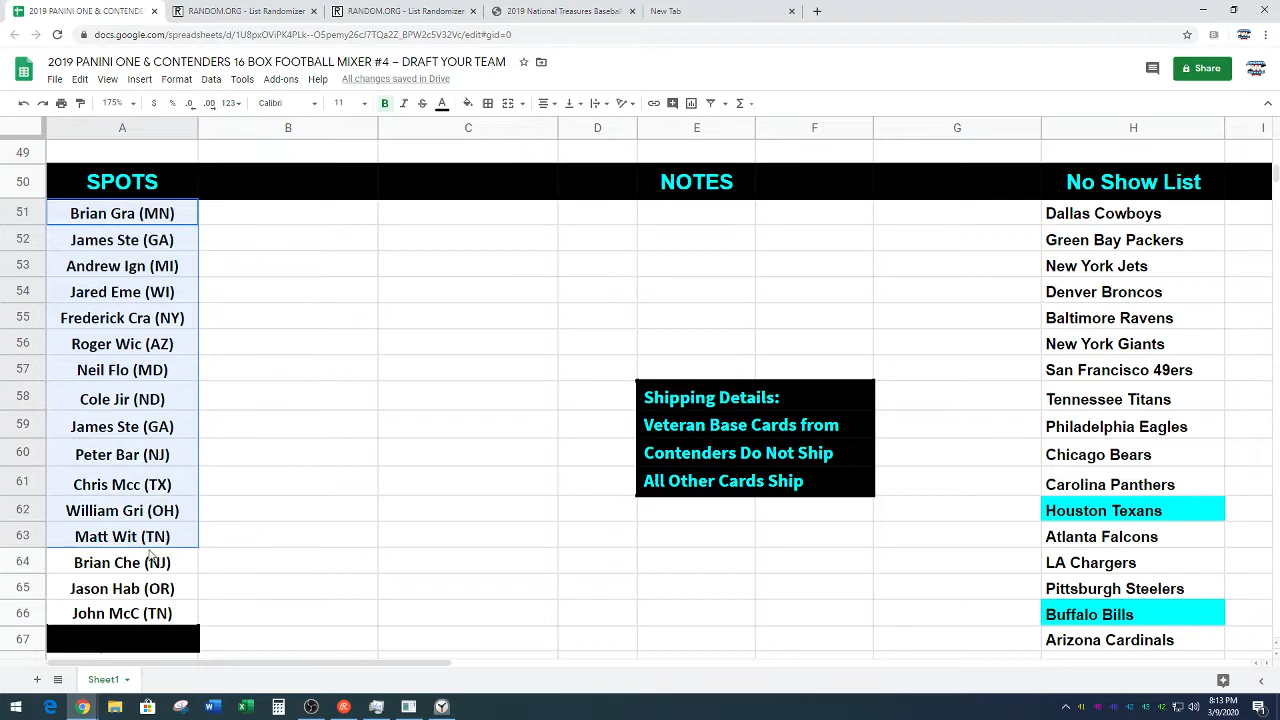 2019 PANINI ONE & CONTENDERS
RANDOM.ORG - List Randomizer
RANDOM.ORG - List Randomizer
2019 National Treasures Baseball
New Tab
2019 PANINI ONE & CONTENDERS 16 BOX FOOTBALL MIXER #4 – DRAFT YOUR TEAM
Share
File Edit View Insert Format Data Tools Add-ons Help All changes saved in Drive
175% $ % .0 .00 123 Calibri 11 B I S A
A B C D E F G H I
49
50 SPOTS NOTES No Show List
51 Brian Gra (MN) Dallas Cowboys
52 James Ste (GA) Green Bay Packers
53 Andrew Ign (MI) New York Jets
54 Jared Eme (WI) Denver Broncos
55 Frederick Cra (NY) Baltimore Ravens
56 Roger Wic (AZ) New York Giants
57 Neil Flo (MD) San Francisco 49ers
58 Cole Jir (ND) Shipping Details: Tennessee Titans
59 James Ste (GA) Veteran Base Cards from Philadelphia Eagles
60 Peter Bar (NJ) Contenders Do Not Ship Chicago Bears
61 Chris Mcc (TX) All Other Cards Ship Carolina Panthers
62 William Gri (OH) Houston Texans
63 Matt Wit (TN) Atlanta Falcons
64 Brian Che (NJ) LA Chargers
65 Jason Hab (OR) Pittsburgh Steelers
66 John McC (TN) Buffalo Bills
67 Arizona Cardinals
Sheet1
8:13 PM
3/9/2020